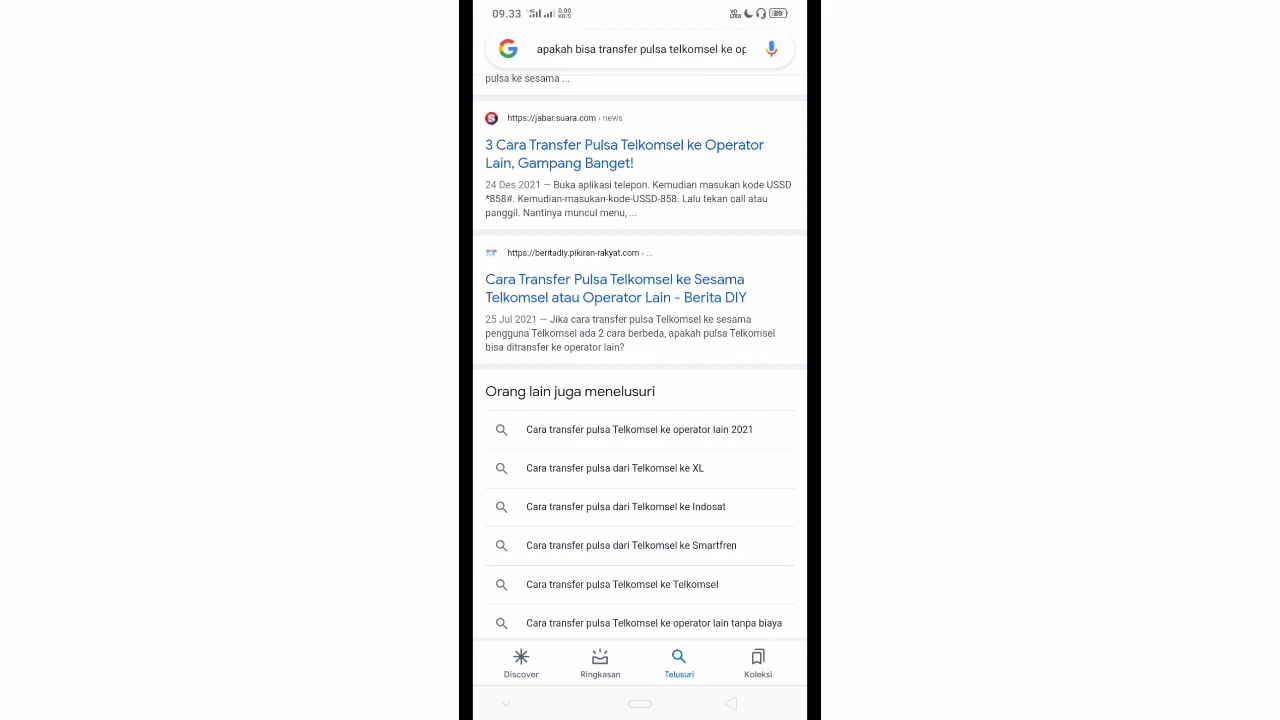 09.33 4G 0.00 KB/S VO LTE6 89
apakah bisa transfer pulsa telkomsel ke op
pulsa ke sesama ...
https://jabar.suara.com › news
3 Cara Transfer Pulsa Telkomsel ke Operator
Lain, Gampang Banget!
24 Des 2021 — Buka aplikasi telepon. Kemudian masukan kode USSD
*858#. Kemudian-masukan-kode-USSD-858. Lalu tekan call atau
panggil. Nantinya muncul menu, ...
https://beritadiy.pikiran-rakyat.com › ...
Cara Transfer Pulsa Telkomsel ke Sesama
Telkomsel atau Operator Lain - Berita DIY
25 Jul 2021 — Jika cara transfer pulsa Telkomsel ke sesama
pengguna Telkomsel ada 2 cara berbeda, apakah pulsa Telkomsel
bisa ditransfer ke operator lain?
Orang lain juga menelusuri
Cara transfer pulsa Telkomsel ke operator lain 2021
Cara transfer pulsa dari Telkomsel ke XL
Cara transfer pulsa dari Telkomsel ke Indosat
Cara transfer pulsa dari Telkomsel ke Smartfren
Cara transfer pulsa Telkomsel ke Telkomsel
Cara transfer pulsa Telkomsel ke operator lain tanpa biaya
Discover Ringkasan Telusuri Koleksi